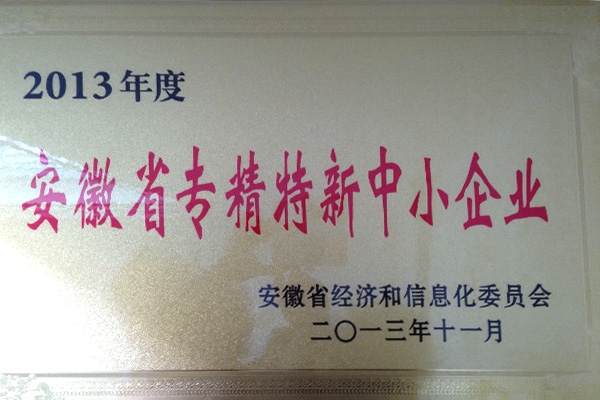 2013年度
安徽省专精特新中小企业
安徽省经济和信息化委员会
二〇一三年十一月